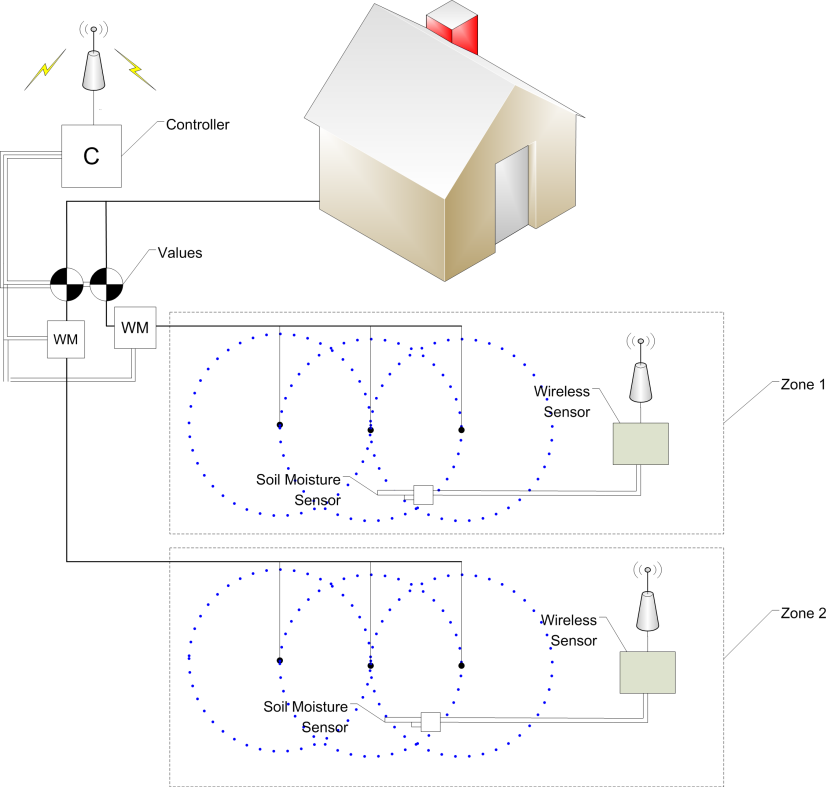 Controller
C
Values
WM
WM
Wireless
Sensor
Zone 1
Soil Moisture
Sensor
Wireless
Sensor
Zone 2
Soil Moisture
Sensor